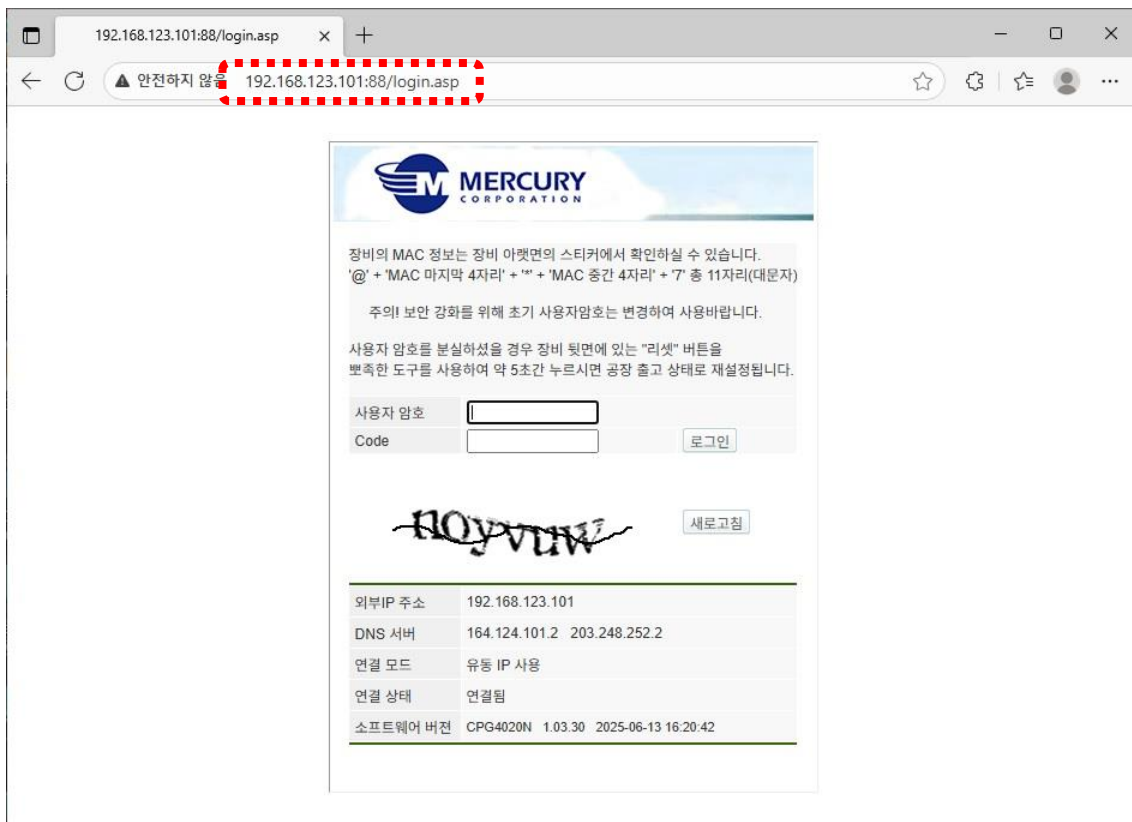 192.168.123.101:88/login.asp
안전하지 않음 192.168.123.101:88/login.asp
M MERCURY
CORPORATION
장비의 MAC 정보는 장비 아랫면의 스티커에서 확인하실 수 있습니다.
'@' + 'MAC 마지막 4자리' + '*' + 'MAC 중간 4자리' + '7' 총 11자리(대문자)
주의! 보안 강화를 위해 초기 사용자암호는 변경하여 사용바랍니다.
사용자 암호를 분실하셨을 경우 장비 뒷면에 있는 "리셋" 버튼을
뾰족한 도구를 사용하여 약 5초간 누르시면 공장 출고 상태로 재설정됩니다.
사용자 암호
Code 로그인
noyvuw 새로고침
외부IP 주소 192.168.123.101
DNS 서버 164.124.101.2 203.248.252.2
연결 모드 유동 IP 사용
연결 상태 연결됨
소프트웨어 버젼 CPG4020N 1.03.30 2025-06-13 16:20:42